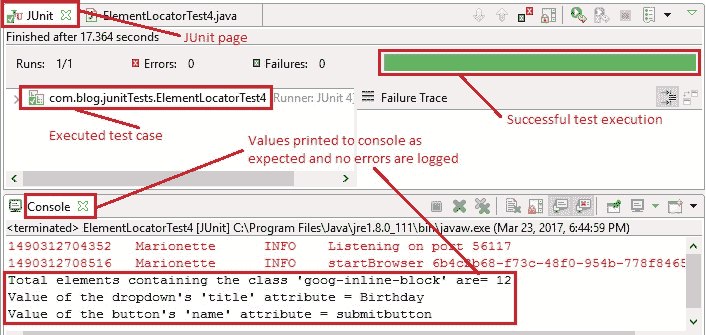 JUnit ElementLocatorTest4.java
Finished after 17.364 seconds
JUnit page
Runs: 1/1 Errors: 0 Failures: 0
com.blog.junitTests.ElementLocatorTest4 [Runner: JUnit 4] Failure Trace
Executed test case
Successful test execution
Values printed to console as
expected and no errors are logged
Console
<terminated> ElementLocatorTest4 [JUnit] C:\Program Files\Java\jre1.8.0_111\bin\javaw.exe (Mar 23, 2017, 6:44:59 PM)
1490312704352 Marionette INFO Listening on port 56117
1490312708516 Marionette INFO startBrowser 6b4c2b68-f73c-48f0-954b-778f8465
Total elements containing the class 'goog-inline-block' are= 12
Value of the dropdown's 'title' attribute = Birthday
Value of the button's 'name' attribute = submitbutton